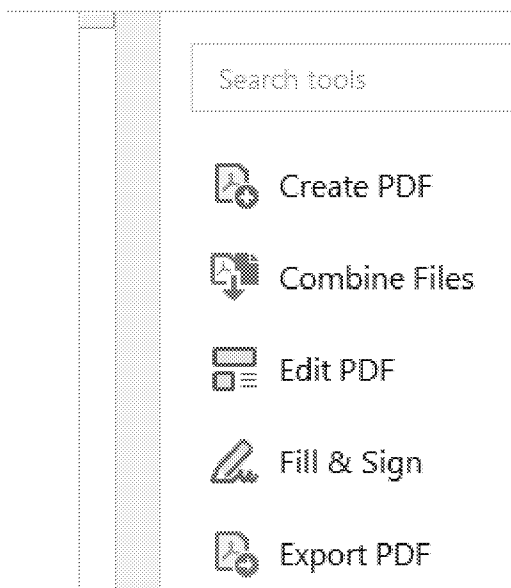 Search tools
Create PDF
Combine Files
Edit PDF
Fill & Sign
Export PDF